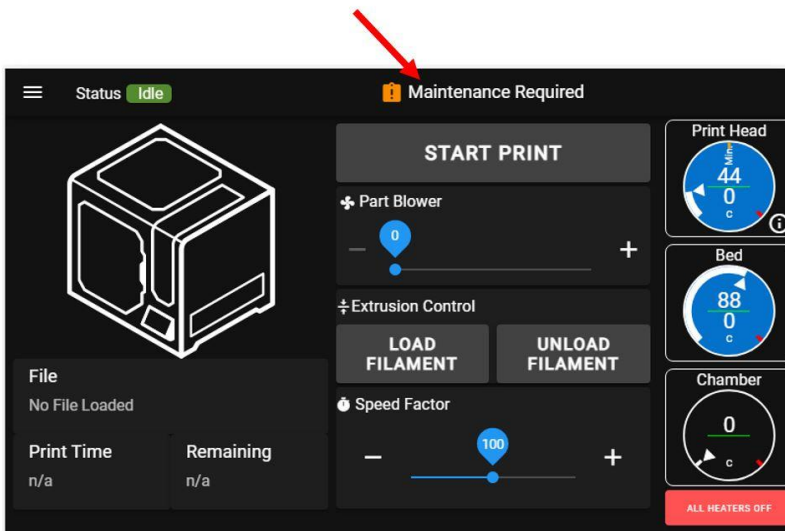 Status Idle
Maintenance Required
START PRINT
Part Blower
0
− +
Extrusion Control
LOAD
FILAMENT
UNLOAD
FILAMENT
Speed Factor
100
− +
File
No File Loaded
Print Time
n/a
Remaining
n/a
Print Head
Min
44
0
c
Bed
88
0
c
Chamber
0
c
ALL HEATERS OFF